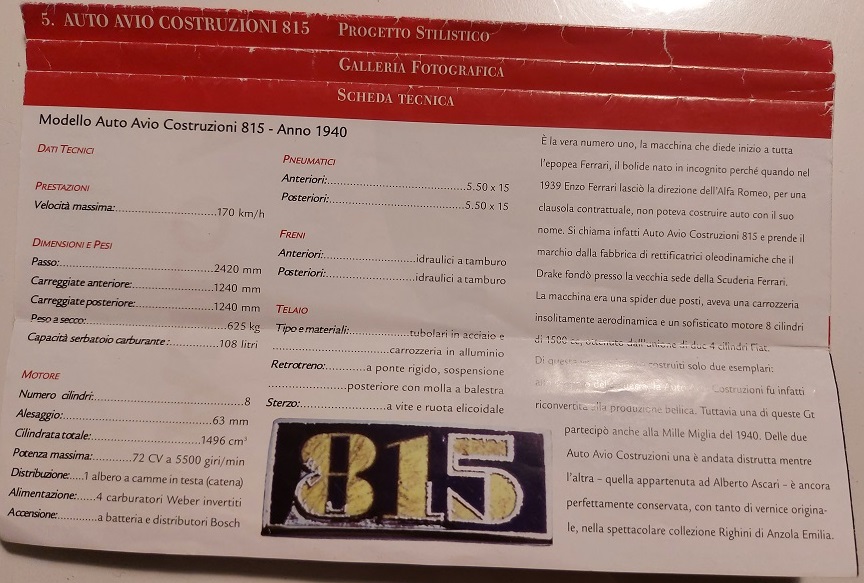 5. AUTO AVIO COSTRUZIONI 815 PROGETTO STILISTICO
GALLERIA FOTOGRAFICA
SCHEDA TECNICA
Modello Auto Avio Costruzioni 815 - Anno 1940
DATI TECNICI
PRESTAZIONI
Velocità massima:...............................170 km/h
DIMENSIONI E PESI
Passo:...............................2420 mm
Carreggiate anteriore:...............................1240 mm
Carreggiate posteriore:...............................1240 mm
Peso a secco:...............................625 kg
Capacità serbatoio carburante :...............108 litri
MOTORE
Numero cilindri:...............................8
Alesaggio:...............................63 mm
Cilindrata totale:...............................1496 cm³
Potenza massima:...........72 CV a 5500 giri/min
Distribuzione:.....1 albero a camme in testa (catena)
Alimentazione:.....4 carburatori Weber invertiti
Accensione:..........a batteria e distributori Bosch
PNEUMATICI
Anteriori:...............................5.50 x 15
Posteriori:...............................5.50 x 15
FRENI
Anteriori:...............................idraulici a tamburo
Posteriori:...............................idraulici a tamburo
TELAIO
Tipo e materiali:...............tubolari in acciaio e
...............................carrozzeria in alluminio
Retrotreno:...............a ponte rigido, sospensione
....................posteriore con molla a balestra
Sterzo:...............................a vite e ruota elicoidale
815
È la vera numero uno, la macchina che diede inizio a tutta
l'epopea Ferrari, il bolide nato in incognito perché quando nel
1939 Enzo Ferrari lasciò la direzione dell'Alfa Romeo, per una
clausola contrattuale, non poteva costruire auto con il suo
nome. Si chiama infatti Auto Avio Costruzioni 815 e prende il
marchio dalla fabbrica di rettificatrici oleodinamiche che il
Drake fondò presso la vecchia sede della Scuderia Ferrari.
La macchina era una spider due posti, aveva una carrozzeria
insolitamente aerodinamica e un sofisticato motore 8 cilindri
di 1500 cc, ottenuto dall'unione di due 4 cilindri Fiat.
Di costruiti solo due esemplari:
Costruzioni fu infatti
riconvertita alla produzione bellica. Tuttavia una di queste Gt
partecipò anche alla Mille Miglia del 1940. Delle due
Auto Avio Costruzioni una è andata distrutta mentre
l'altra – quella appartenuta ad Alberto Ascari – è ancora
perfettamente conservata, con tanto di vernice origina-
le, nella spettacolare collezione Righini di Anzola Emilia.